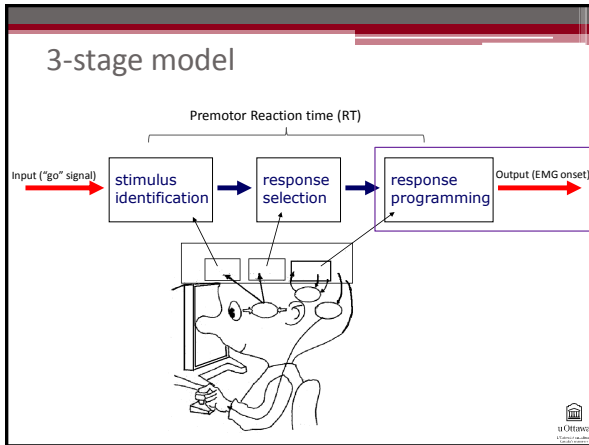 3-stage model
Premotor Reaction time (RT)
Input (“go” signal)
stimulus
identification
response
selection
response
programming
Output (EMG onset)
uOttawa